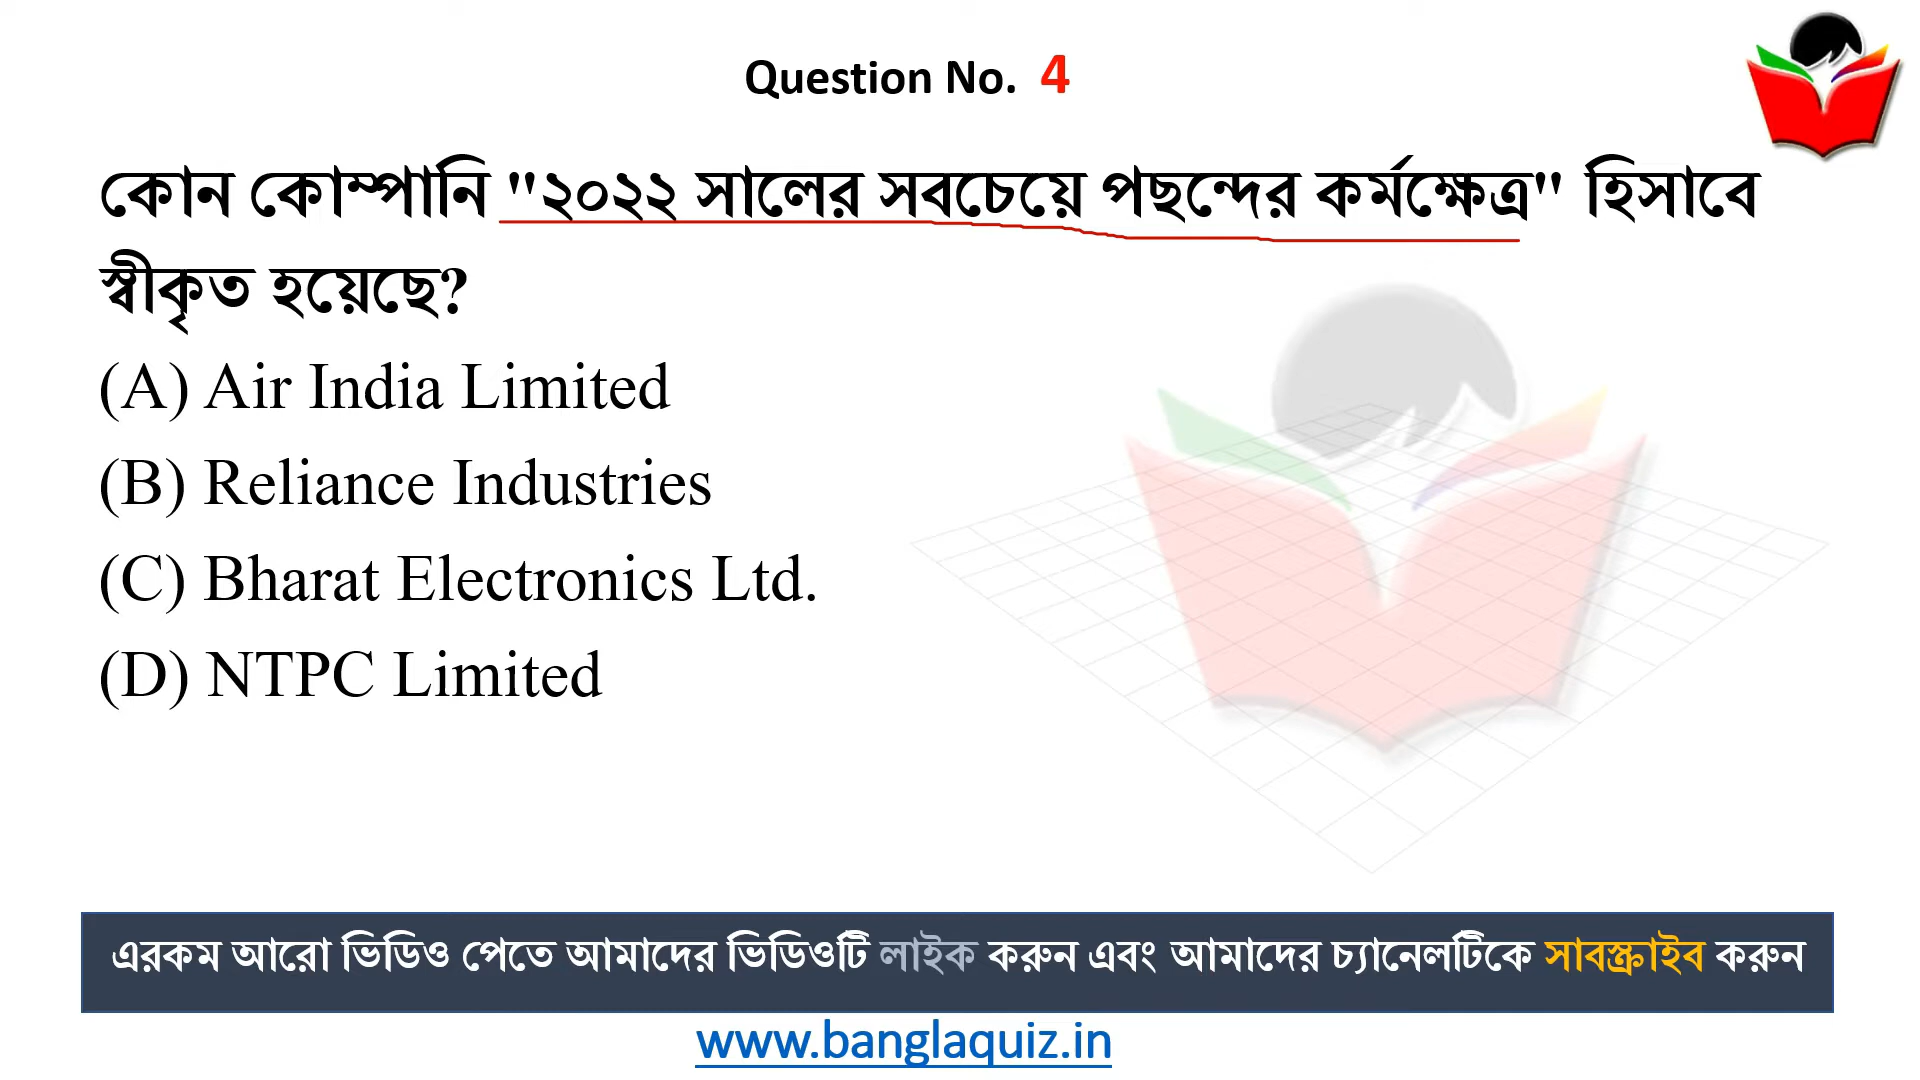 Question No. 4
কোন কোম্পানি "২০২২ সালের সবচেয়ে পছন্দের কর্মক্ষেত্র" হিসাবে
স্বীকৃত হয়েছে?
(A) Air India Limited
(B) Reliance Industries
(C) Bharat Electronics Ltd.
(D) NTPC Limited
এরকম আরো ভিডিও পেতে আমাদের ভিডিওটি লাইক করুন এবং আমাদের চ্যানেলটিকে সাবস্ক্রাইব করুন
www.banglaquiz.in